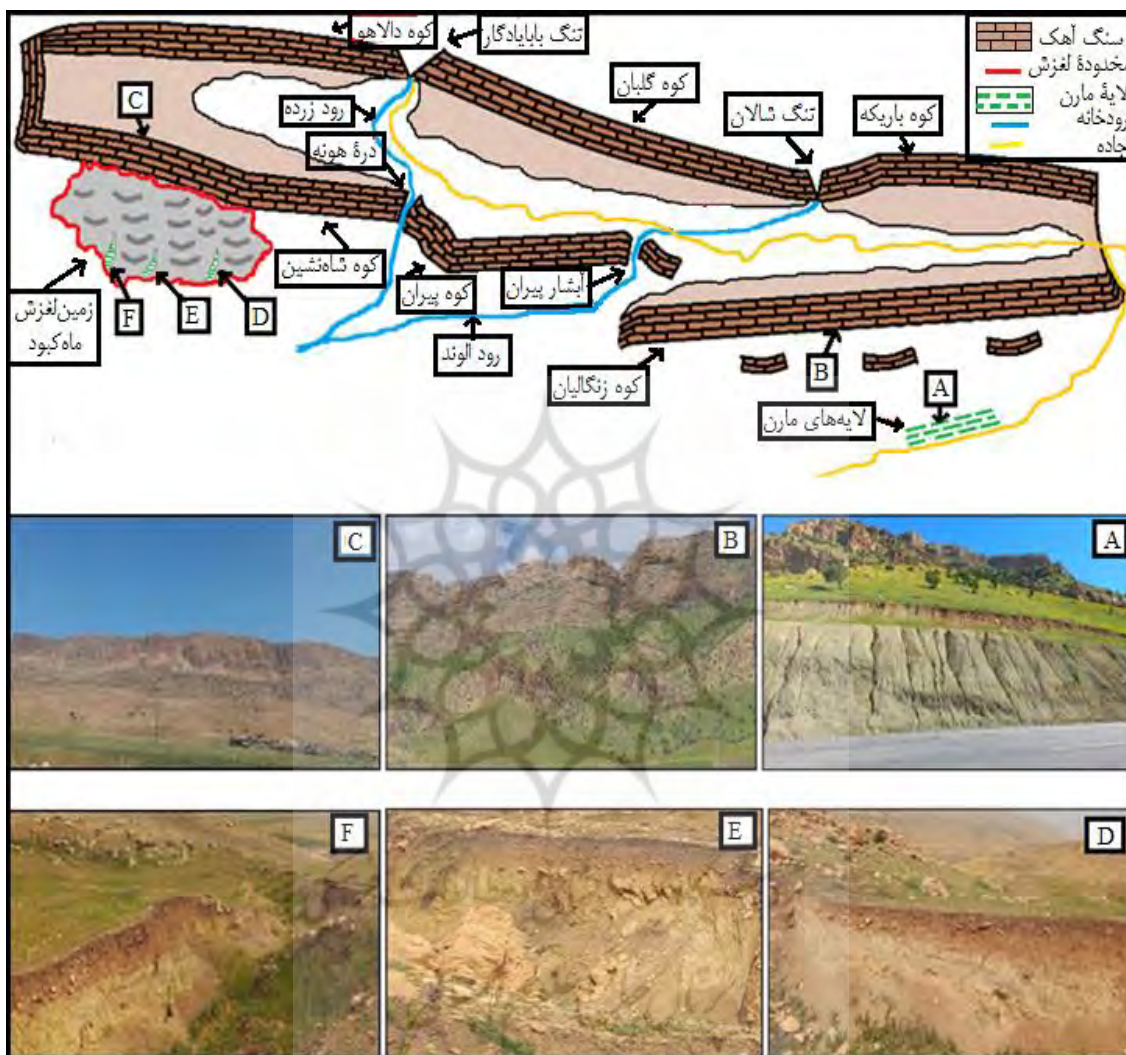 کوه دالاهو
تنگ بابایادگار
سنگ آهک
محدودهٔ لغزش
لایهٔ مارن
رودخانه
جاده
C
رود زرده
کوه گلبان
تنگ شالان
کوه باریکه
درهٔ هونه
کوه شاه‌نشین
کوه پیران
آبشار پیران
زمین‌لغزش
ماه‌کبود
F
E
D
رود الوند
کوه زنگالیان
B
A
لایه‌های مارن
C
B
A
F
E
D